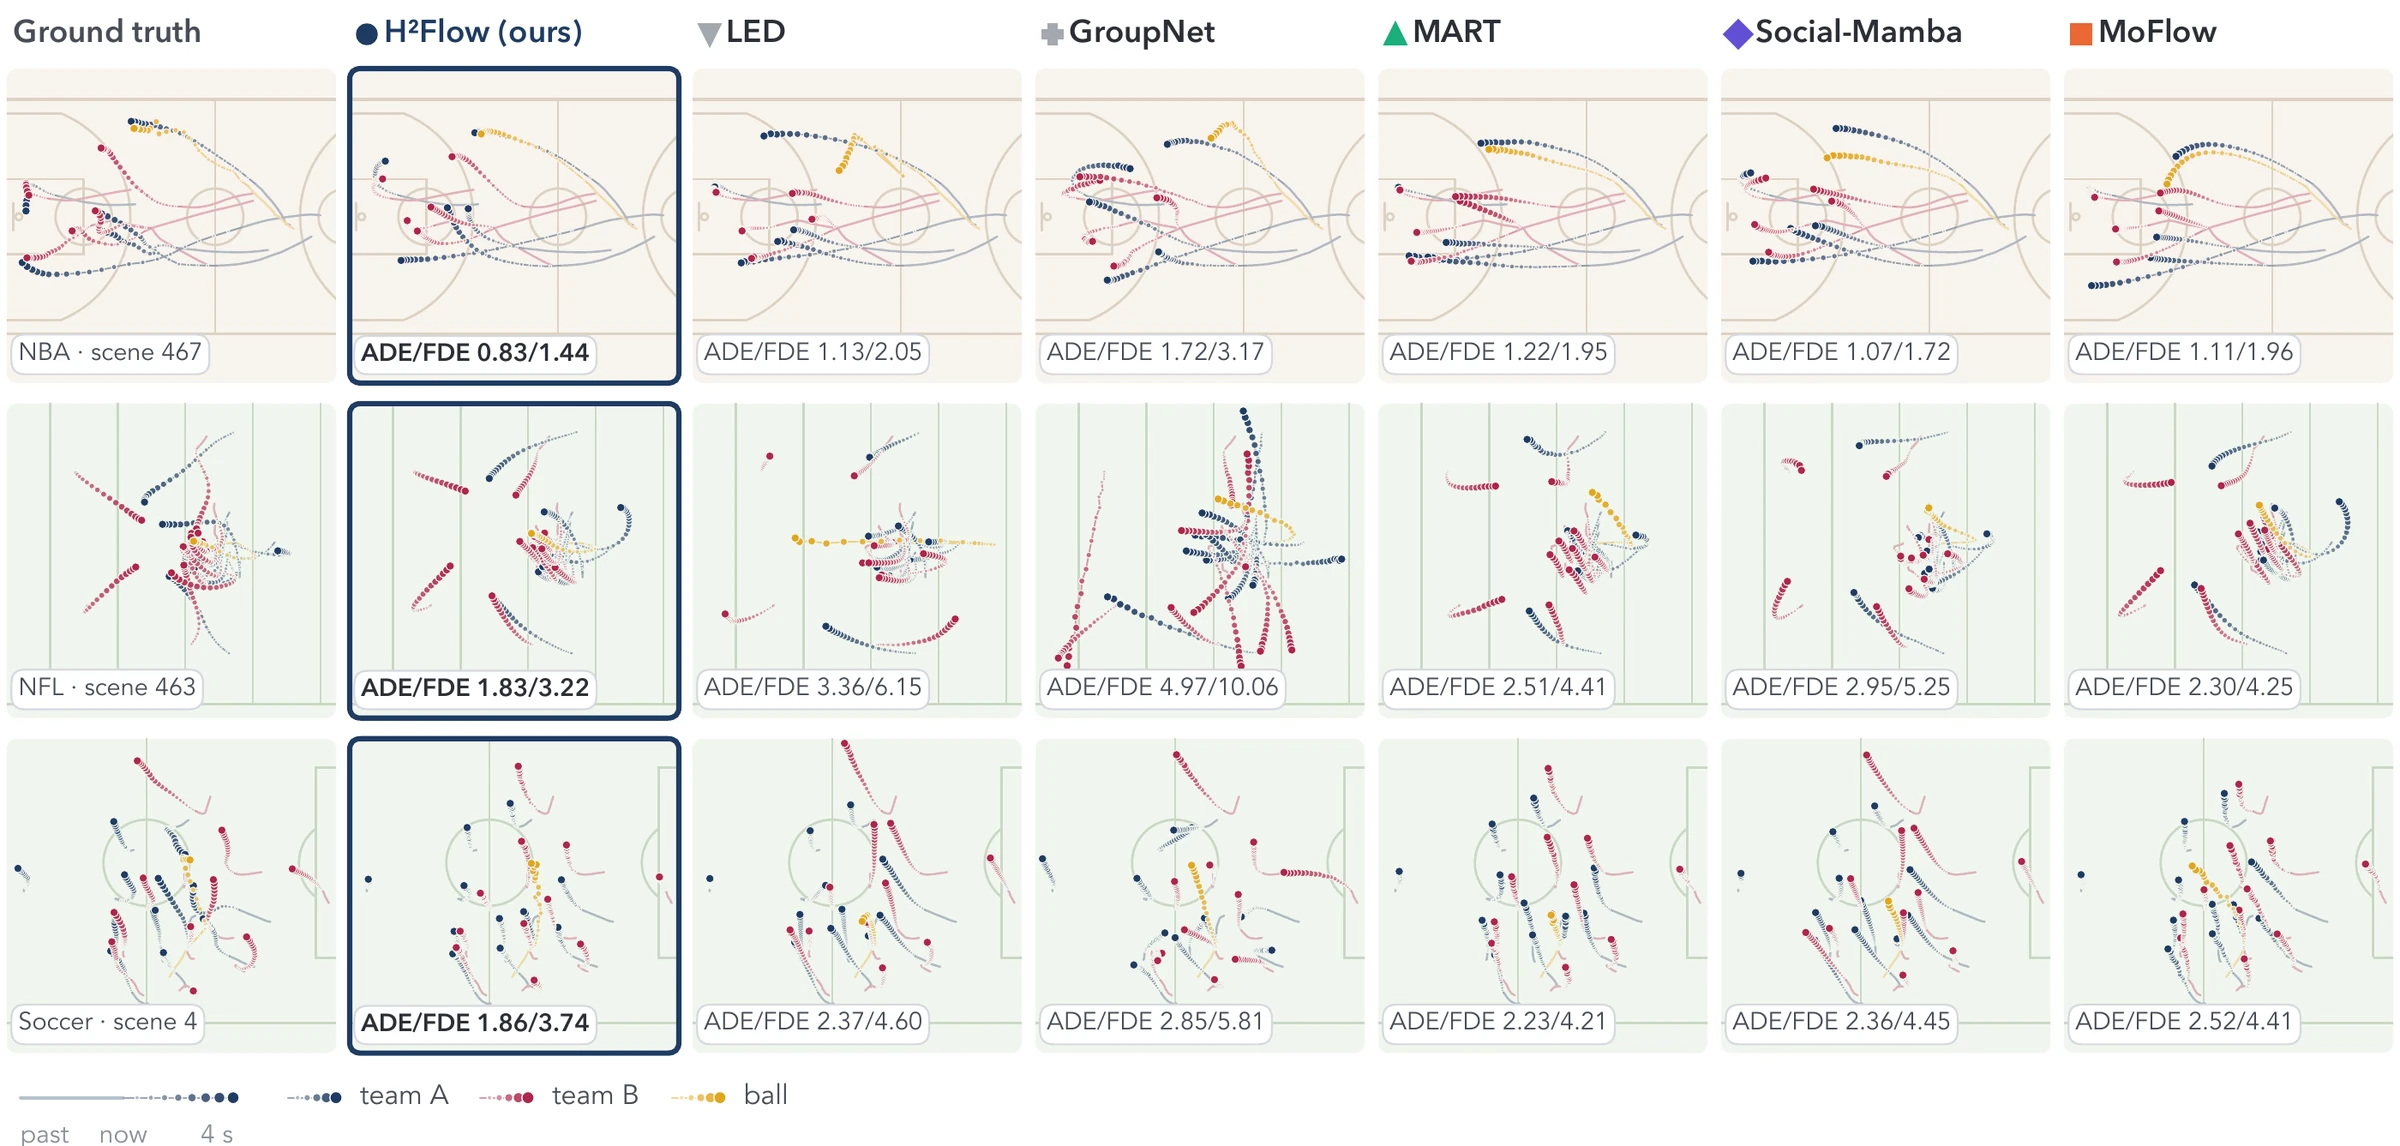 Ground truth
H²Flow (ours)
LED
GroupNet
MART
Social-Mamba
MoFlow
NBA · scene 467
ADE/FDE 0.83/1.44
ADE/FDE 1.13/2.05
ADE/FDE 1.72/3.17
ADE/FDE 1.22/1.95
ADE/FDE 1.07/1.72
ADE/FDE 1.11/1.96
NFL · scene 463
ADE/FDE 1.83/3.22
ADE/FDE 3.36/6.15
ADE/FDE 4.97/10.06
ADE/FDE 2.51/4.41
ADE/FDE 2.95/5.25
ADE/FDE 2.30/4.25
Soccer · scene 4
ADE/FDE 1.86/3.74
ADE/FDE 2.37/4.60
ADE/FDE 2.85/5.81
ADE/FDE 2.23/4.21
ADE/FDE 2.36/4.45
ADE/FDE 2.52/4.41
team A
team B
ball
past
now
4 s